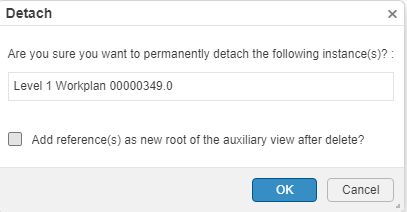 Detach
Are you sure you want to permanently detach the following instance(s)? :
Level 1 Workplan 00000349.0
Add reference(s) as new root of the auxiliary view after delete?
OK
Cancel